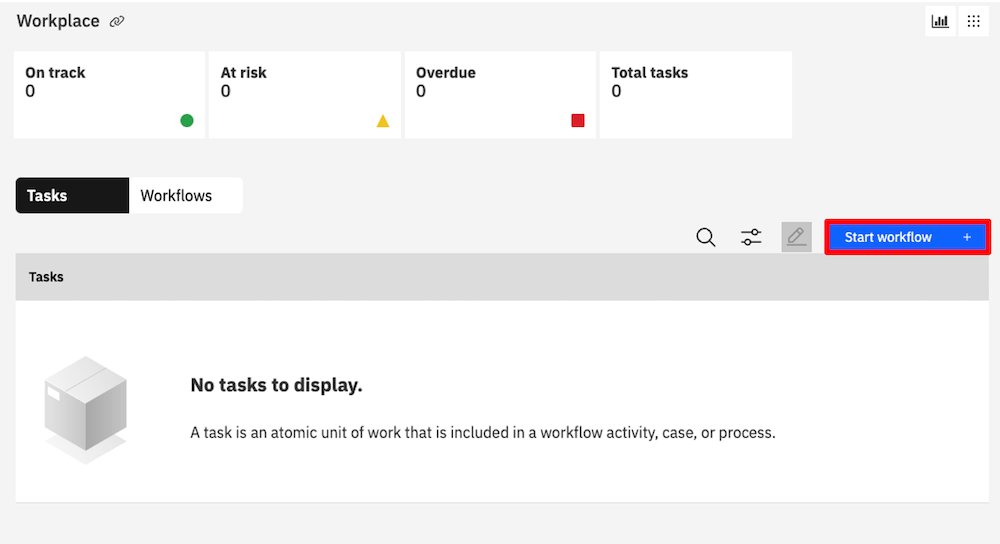 Workplace
On track
0
At risk
0
Overdue
0
Total tasks
0
Tasks
Workflows
Start workflow +
Tasks
No tasks to display.
A task is an atomic unit of work that is included in a workflow activity, case, or process.